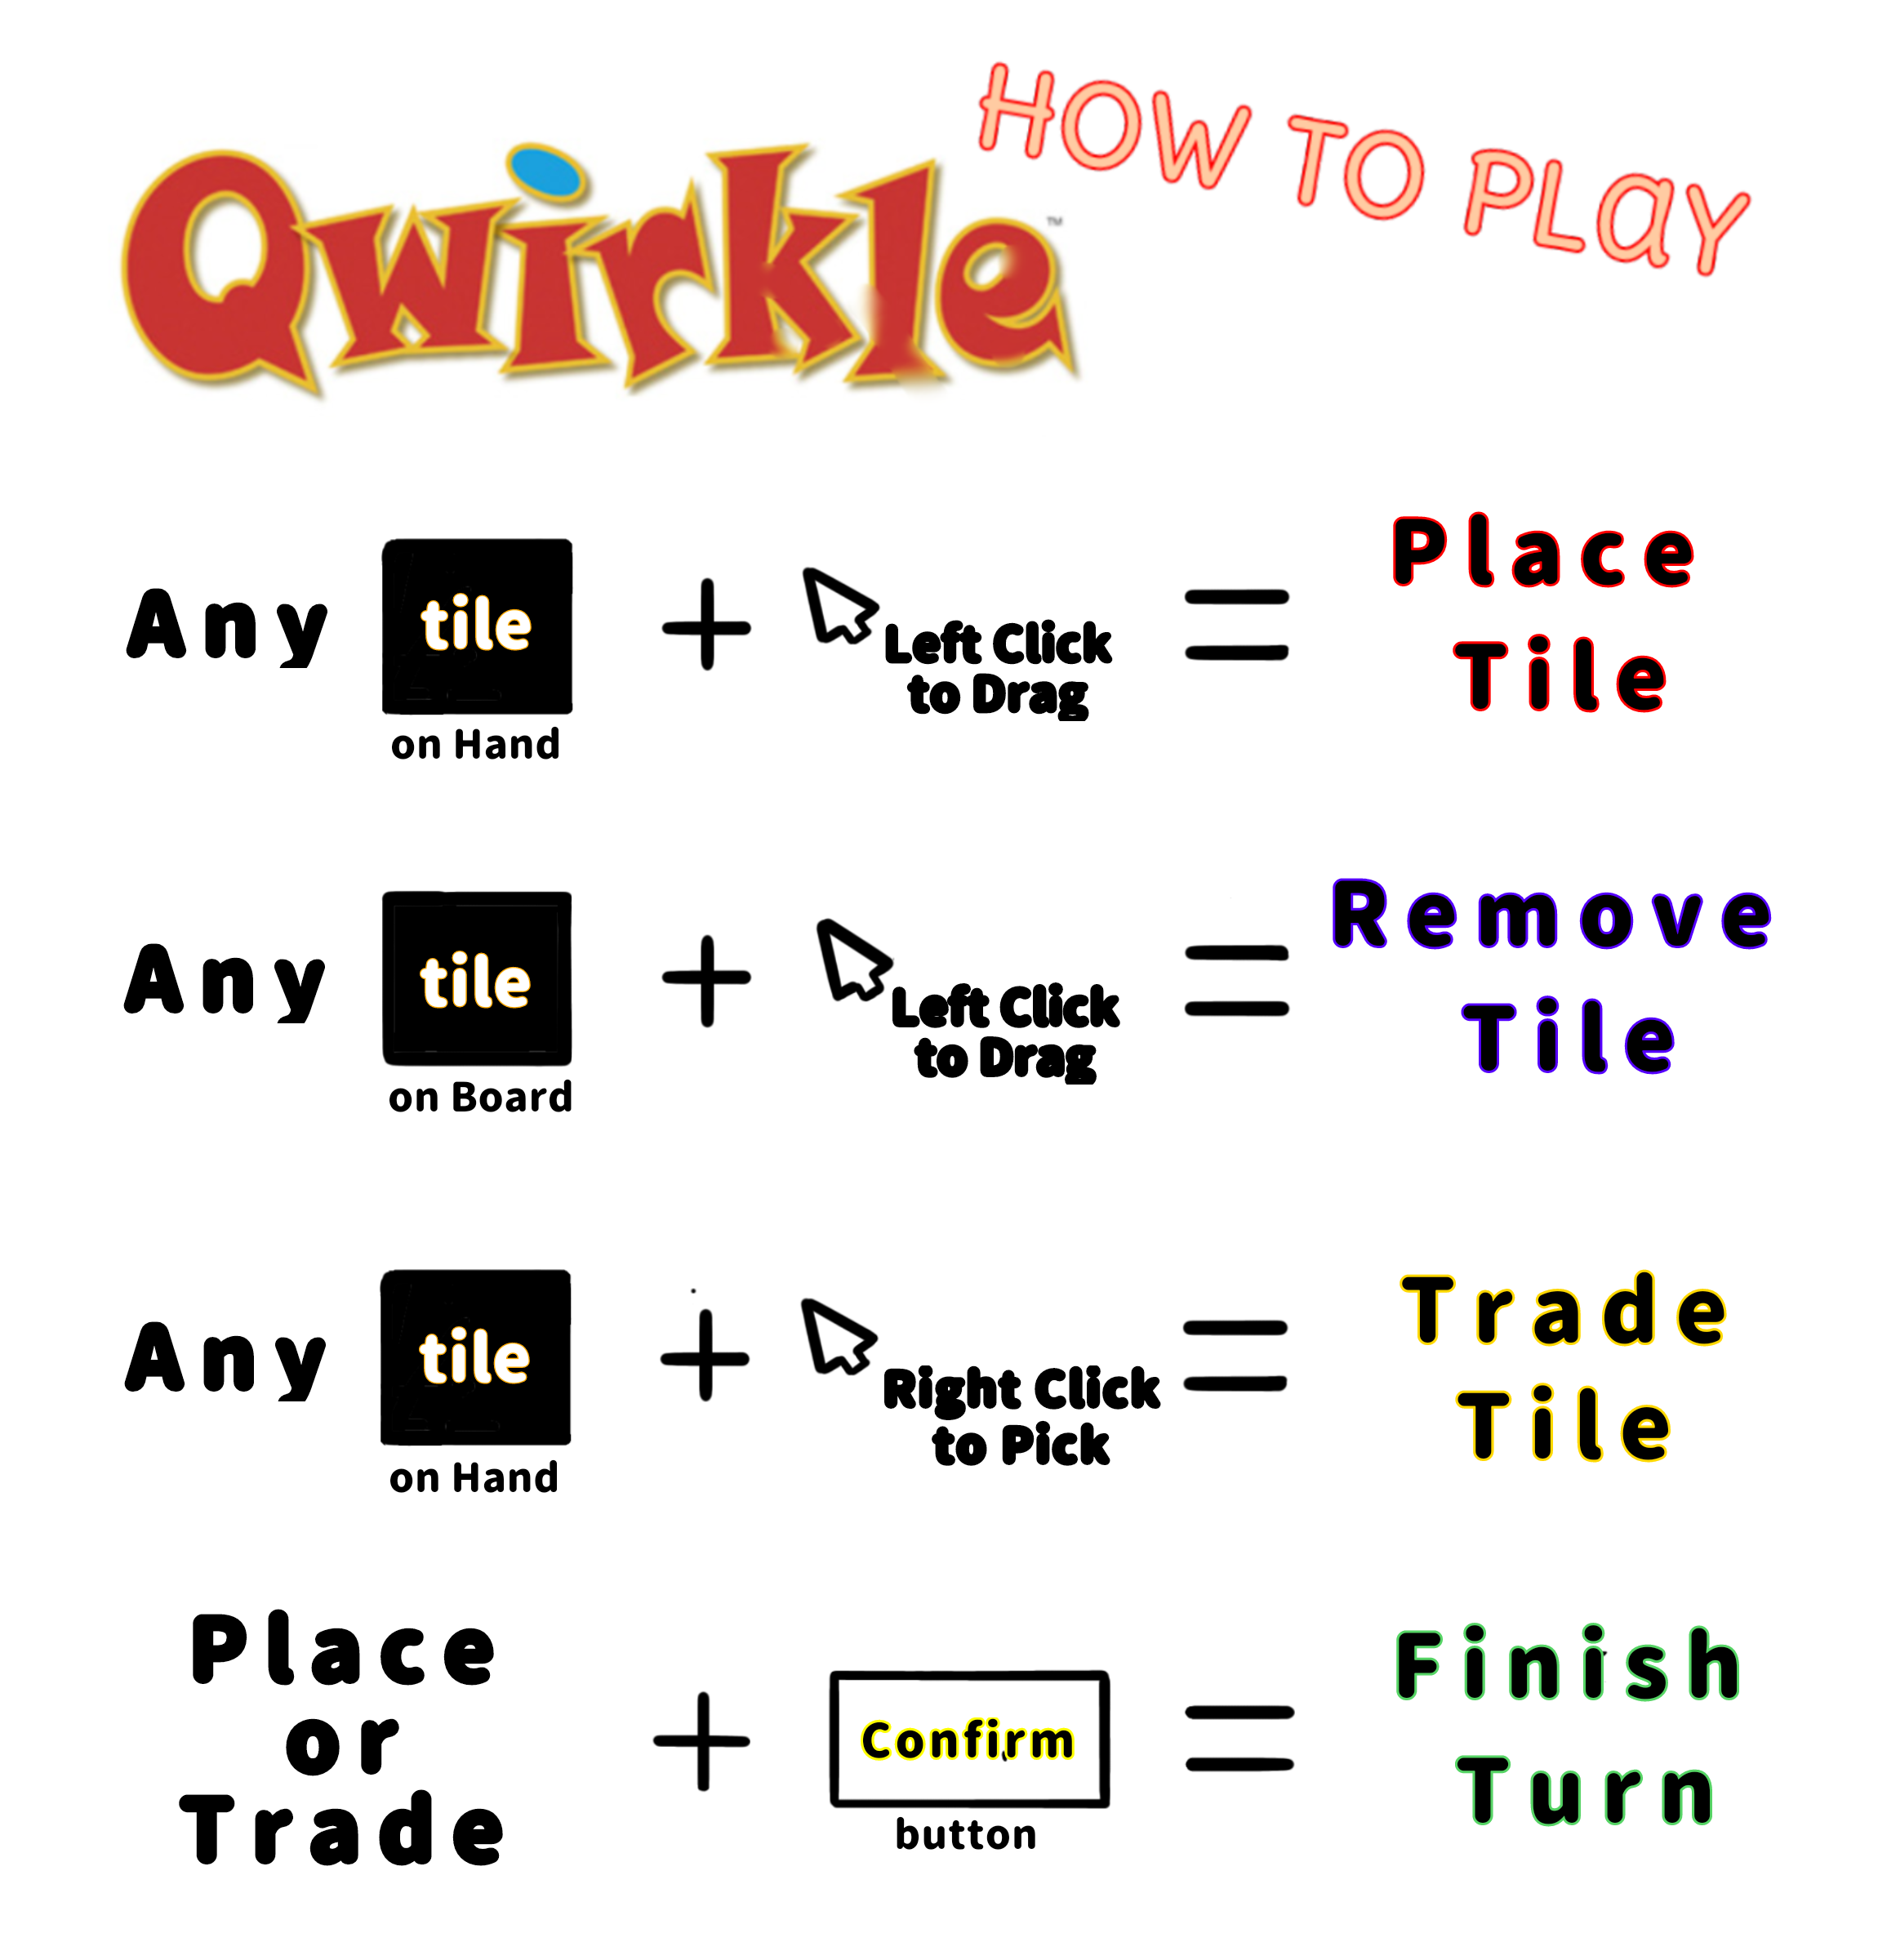 HOW TO PLAY
Qwirkle™
Any tile + Left Click = Place
to Drag Tile
on Hand
Any tile + Left Click = Remove
to Drag Tile
on Board
Any tile + Right Click = Trade
to Pick Tile
on Hand
Place
or
Trade
+
Confirm
button
=
Finish
Turn